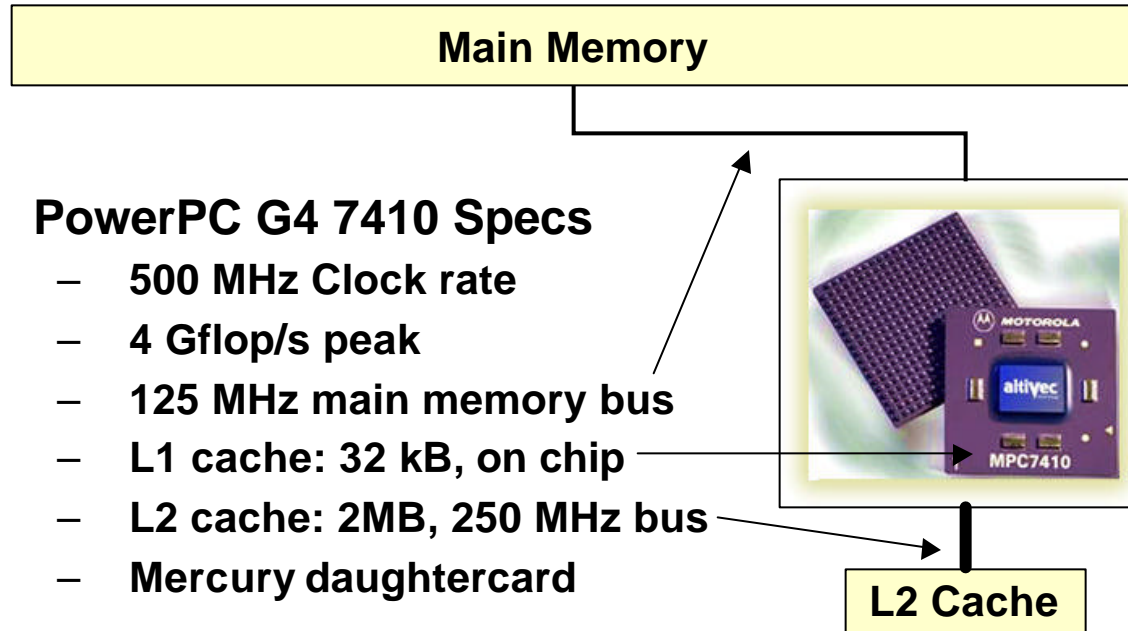 Main Memory
PowerPC G4 7410 Specs
– 500 MHz Clock rate
– 4 Gflop/s peak
– 125 MHz main memory bus
– L1 cache: 32 kB, on chip
– L2 cache: 2MB, 250 MHz bus
– Mercury daughtercard
MOTOROLA
altivec
MPC7410
L2 Cache